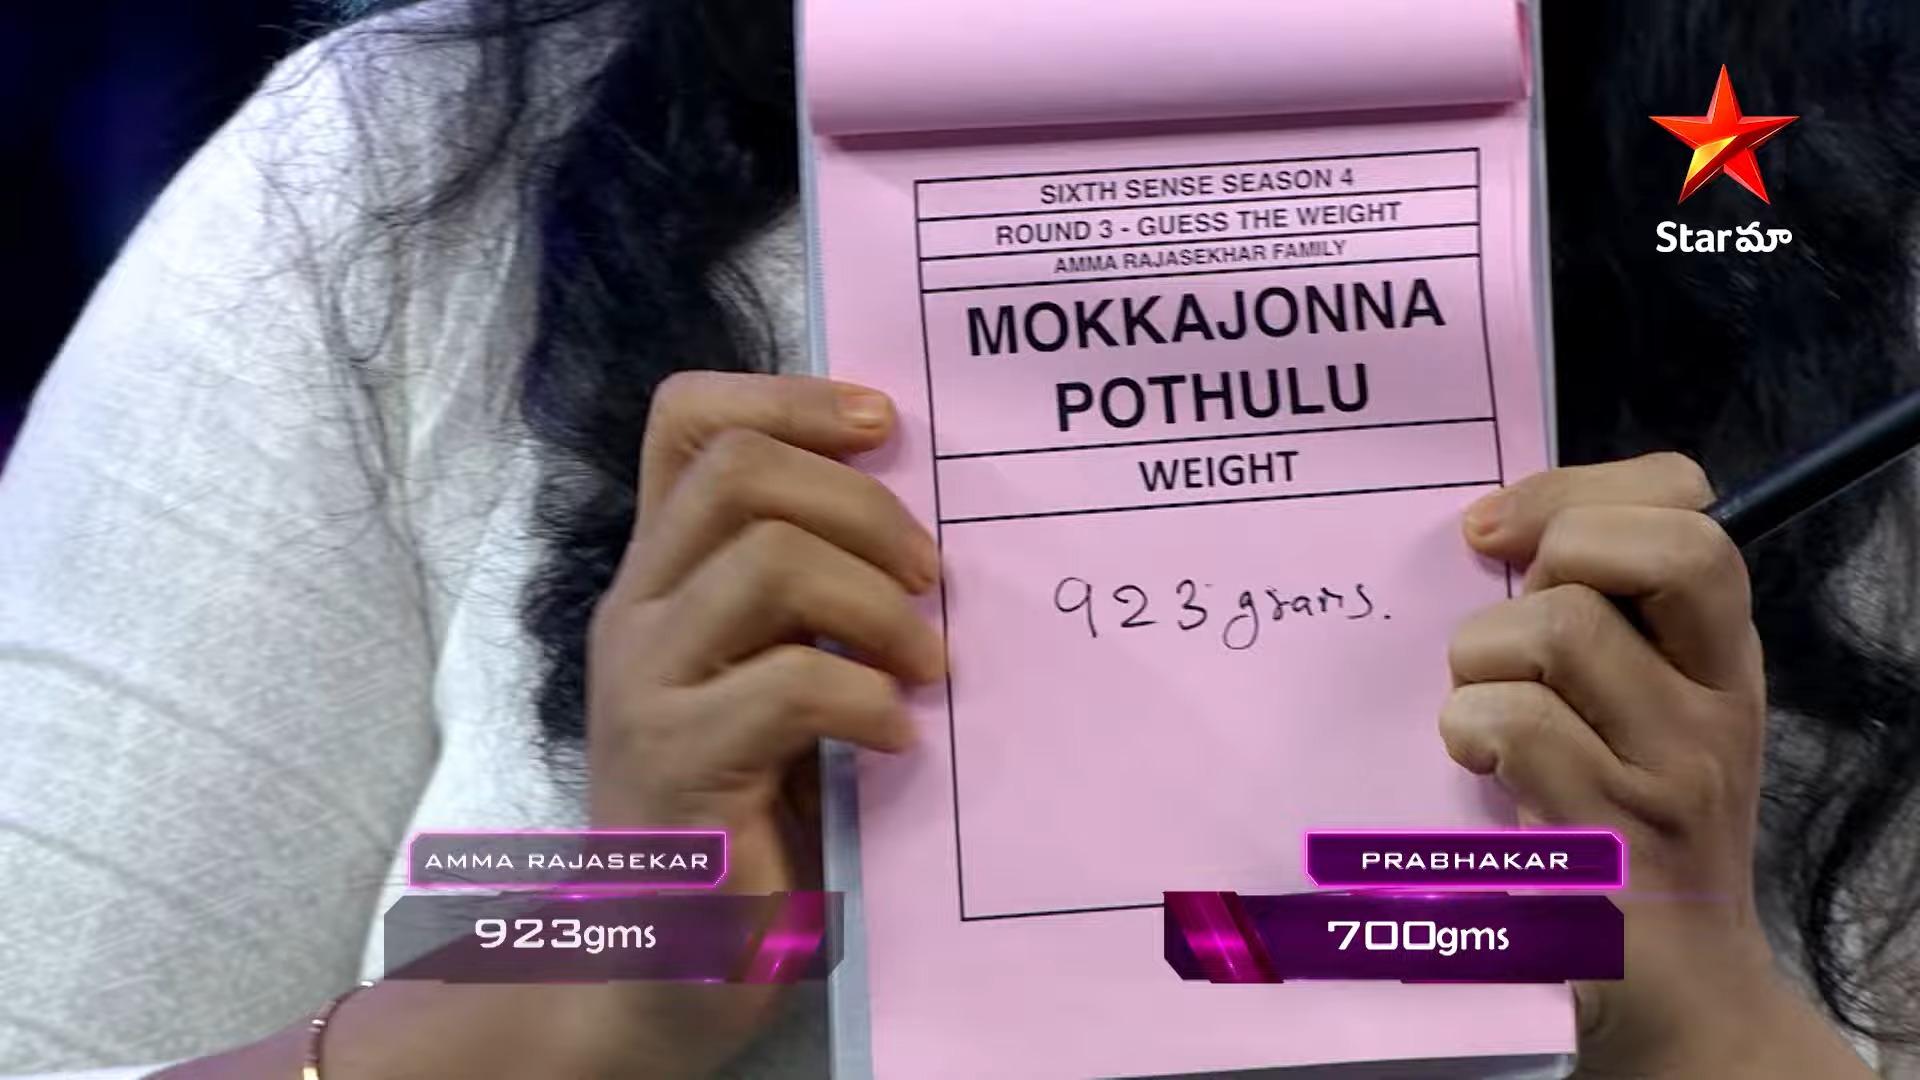 SIXTH SENSE SEASON 4
ROUND 3 - GUESS THE WEIGHT
AMMA RAJASEKHAR FAMILY
MOKKAJONNA
POTHULU
WEIGHT
923 grams.
Starమా
AMMA RAJASEKAR
923gms
PRABHAKAR
700gms